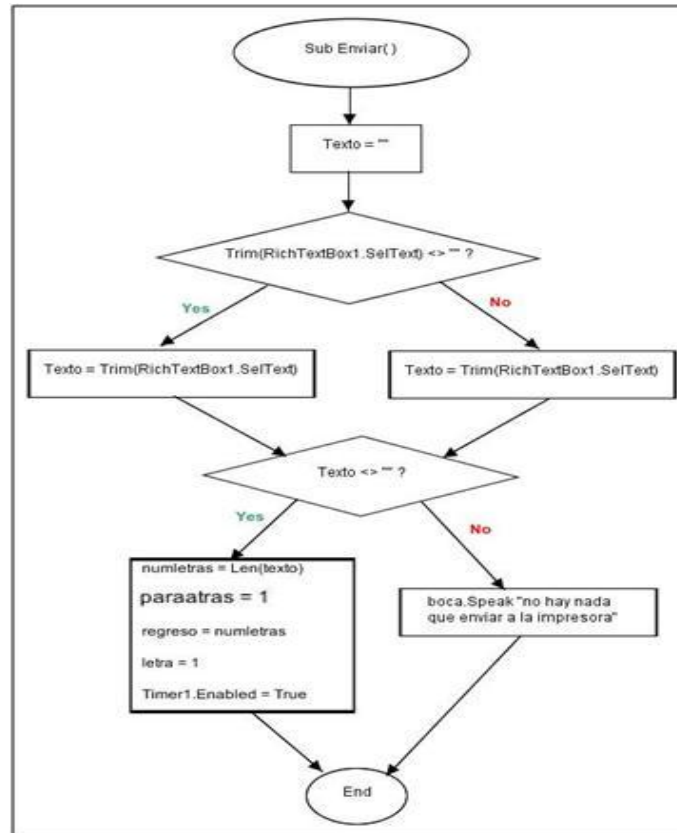 Sub Enviar( )
Texto = ""
Trim(RichTextBox1.SelText) <> "" ?
Yes
No
Texto = Trim(RichTextBox1.SelText)
Texto = Trim(RichTextBox1.SelText)
Texto <> "" ?
Yes
No
numletras = Len(texto)
paraatras = 1
regreso = numletras
letra = 1
Timer1.Enabled = True
boca.Speak "no hay nada
que enviar a la impresora"
End